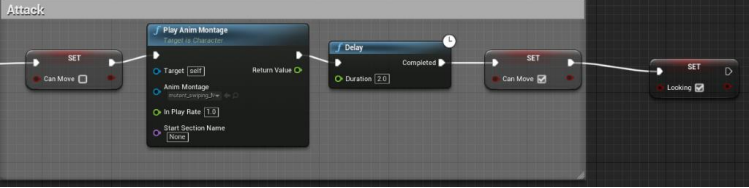 Attack
SET
Can Move
f Play Anim Montage
Target is Character
Target self
Return Value
Anim Montage
In Play Rate 1.0
Start Section Name
None
f Delay
Completed
Duration 2.0
SET
Can Move
SET
Looking